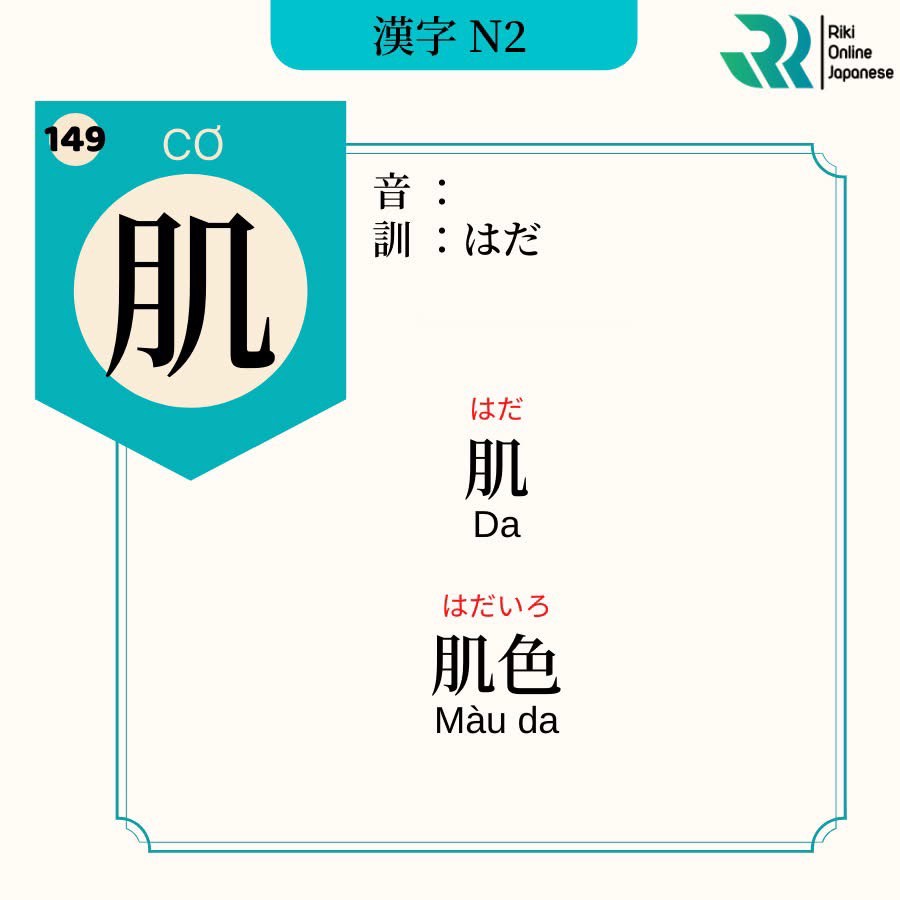 漢字 N2
Riki
Online
Japanese
149
CƠ
肌
音 ：
訓 ：はだ
はだ
肌
Da
はだいろ
肌色
Màu da